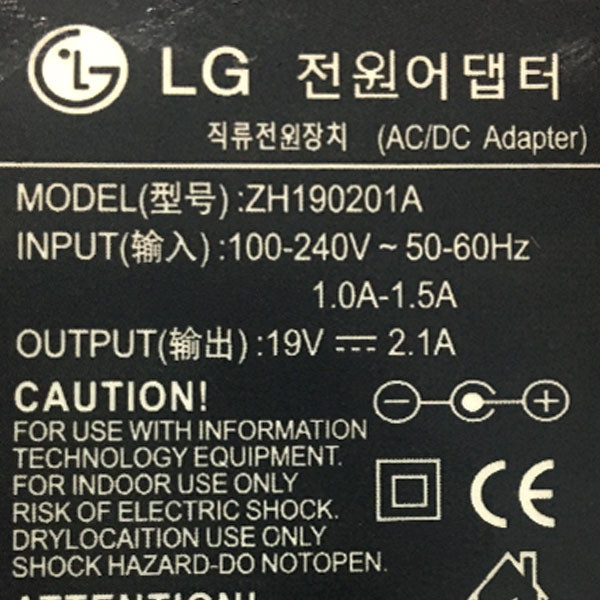 LG 전원어댑터
직류전원장치 (AC/DC Adapter)
MODEL(型号):ZH190201A
INPUT(输入):100-240V ~ 50-60Hz
1.0A-1.5A
OUTPUT(输出):19V ⎓ 2.1A
CAUTION!
FOR USE WITH INFORMATION
TECHNOLOGY EQUIPMENT.
FOR INDOOR USE ONLY
RISK OF ELECTRIC SHOCK.
DRYLOCAITION USE ONLY
SHOCK HAZARD-DO NOTOPEN.
CE